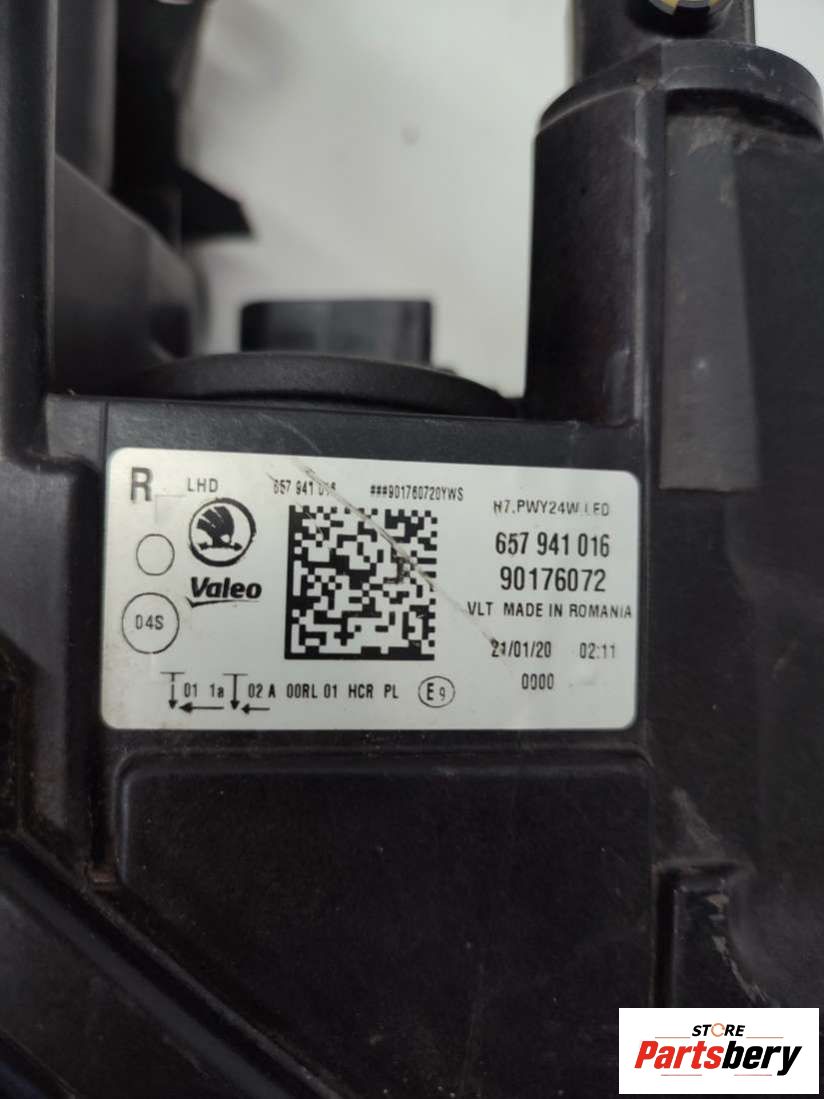 R LHD 657 941 016 ###901760720YWS H7.PWY24W LED
657 941 016
Valeo 90176072
VLT MADE IN ROMANIA
04S
21/01/20 02:11
01 1a 02 A 00RL 01 HCR PL E9
0000
STORE
Partsbery